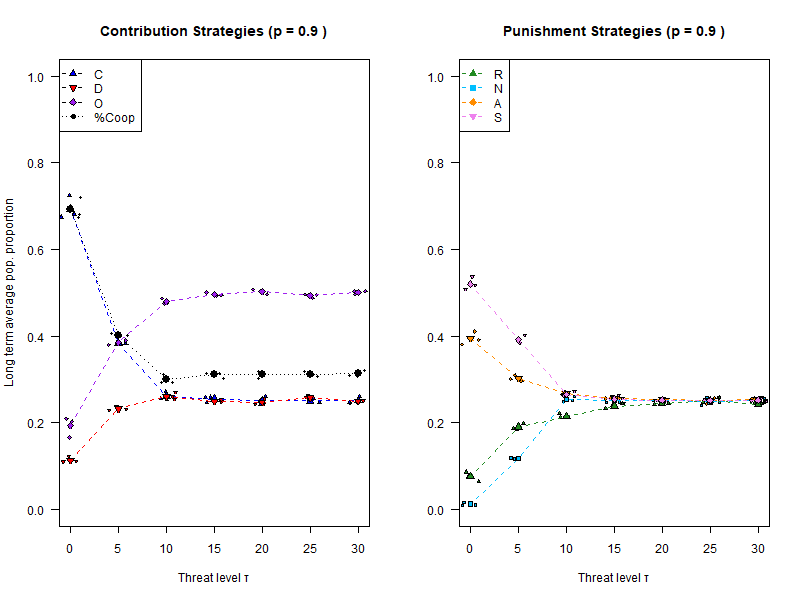 Contribution Strategies (p = 0.9 )
C
D
O
%Coop
1.0
0.8
0.6
0.4
0.2
0.0
Long term average pop. proportion
0 5 10 15 20 25 30
Threat level τ
Punishment Strategies (p = 0.9 )
R
N
A
S
1.0
0.8
0.6
0.4
0.2
0.0
0 5 10 15 20 25 30
Threat level τ